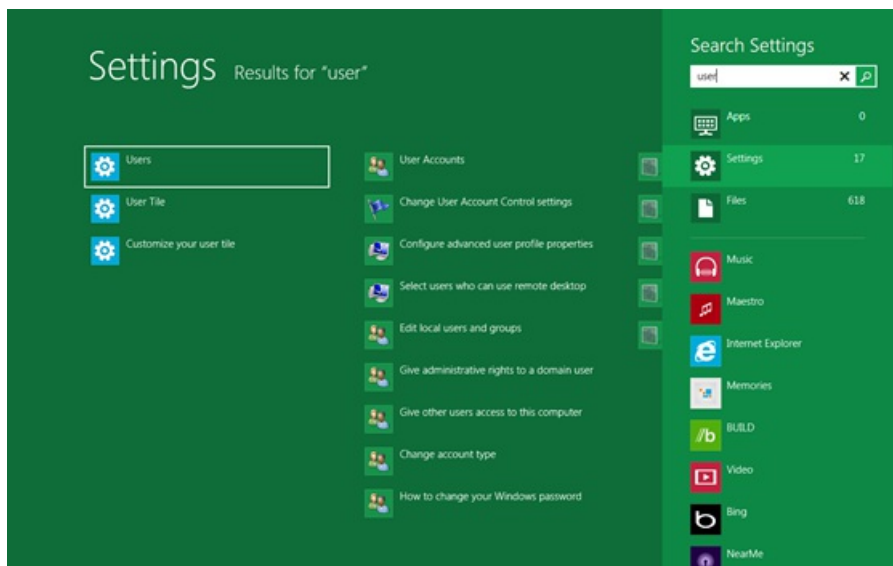 Settings Results for "user"
Users
User Tile
Customize your user tile
User Accounts
Change User Account Control settings
Configure advanced user profile properties
Select users who can use remote desktop
Edit local users and groups
Give administrative rights to a domain user
Give other users access to this computer
Change account type
How to change your Windows password
Search Settings
user
Apps 0
Settings 17
Files 618
Music
Maestro
Internet Explorer
Memories
//b BUILD
Video
b Bing
NearMe